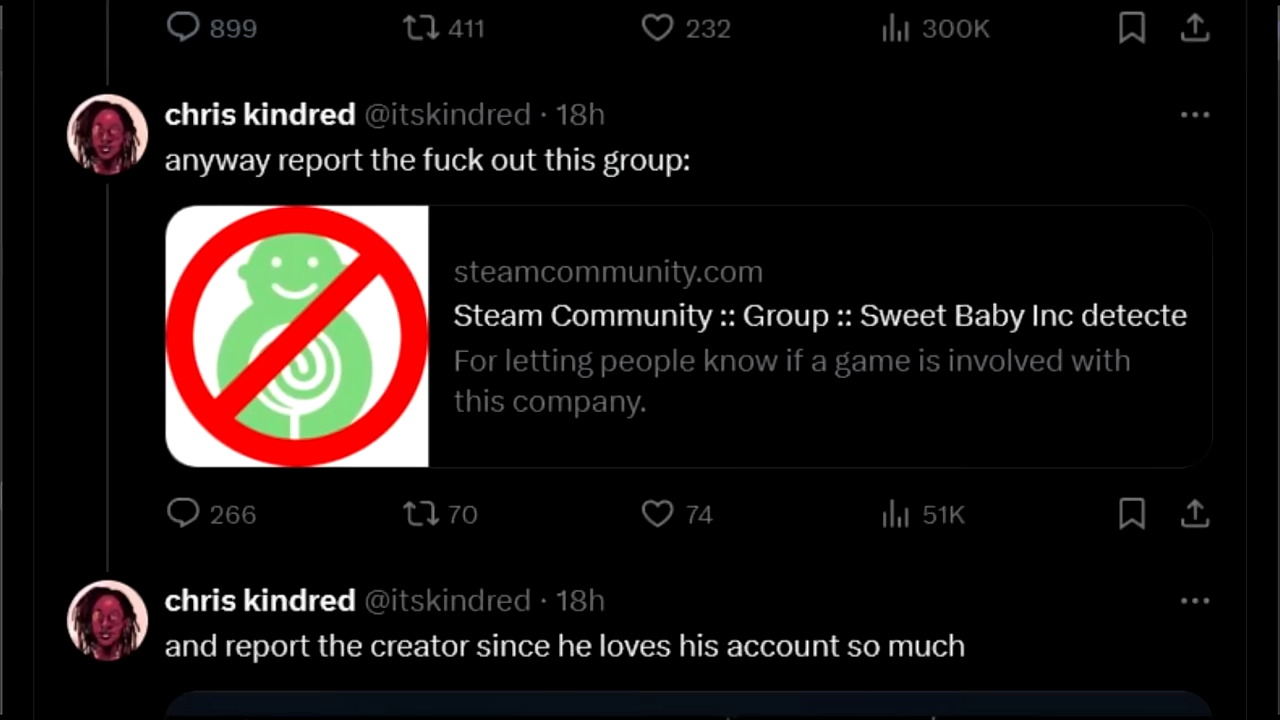 899 411 232 300K
chris kindred @itskindred · 18h
anyway report the fuck out this group:
steamcommunity.com
Steam Community :: Group :: Sweet Baby Inc detecte
For letting people know if a game is involved with
this company.
266 70 74 51K
chris kindred @itskindred · 18h
and report the creator since he loves his account so much